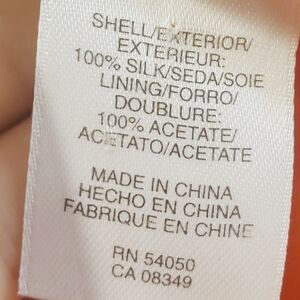 SHELL/EXTERIOR/
EXTERIEUR:
100% SILK/SEDA/SOIE
LINING/FORRO/
DOUBLURE:
100% ACETATE/
ACETATO/ACETATE
MADE IN CHINA
HECHO EN CHINA
FABRIQUE EN CHINE
RN 54050
CA 08349